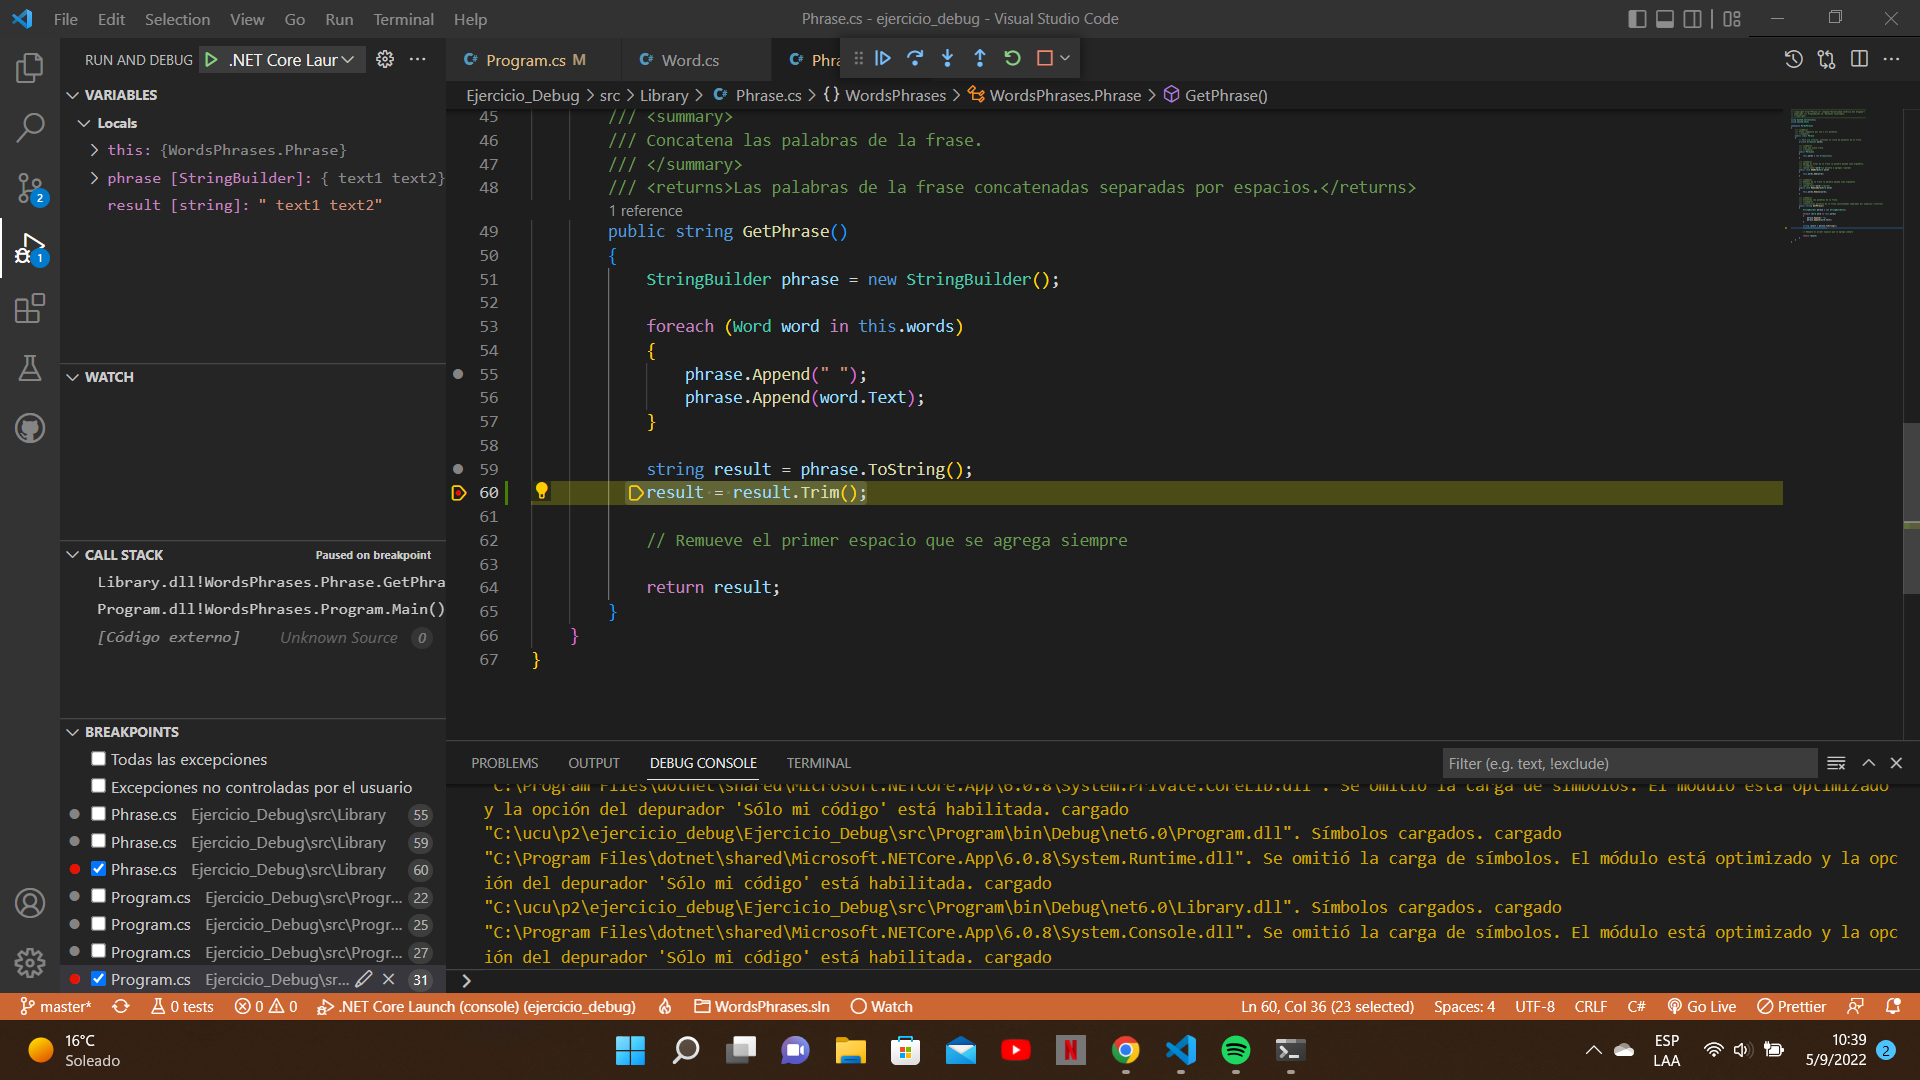 File Edit Selection View Go Run Terminal Help
Phrase.cs - ejercicio_debug - Visual Studio Code
RUN AND DEBUG .NET Core Laur
VARIABLES
Locals
this: {WordsPhrases.Phrase}
phrase [StringBuilder]: { text1 text2}
result [string]: " text1 text2"
WATCH
CALL STACK Paused on breakpoint
Library.dll!WordsPhrases.Phrase.GetPhra
Program.dll!WordsPhrases.Program.Main()
[Código externo] Unknown Source 0
BREAKPOINTS
Todas las excepciones
Excepciones no controladas por el usuario
Phrase.cs Ejercicio_Debug\src\Library 55
Phrase.cs Ejercicio_Debug\src\Library 59
Phrase.cs Ejercicio_Debug\src\Library 60
Program.cs Ejercicio_Debug\src\Progr... 22
Program.cs Ejercicio_Debug\src\Progr... 25
Program.cs Ejercicio_Debug\src\Progr... 27
Program.cs Ejercicio_Debug\sr... 31
2
1
Program.cs M Word.cs Phra
Ejercicio_Debug > src > Library > Phrase.cs > {} WordsPhrases > WordsPhrases.Phrase > GetPhrase()
45 /// <summary>
46 /// Concatena las palabras de la frase.
47 /// </summary>
48 /// <returns>Las palabras de la frase concatenadas separadas por espacios.</returns>
1 reference
49 public string GetPhrase()
50 {
51 StringBuilder phrase = new StringBuilder();
52
53 foreach (Word word in this.words)
54 {
55 phrase.Append(" ");
56 phrase.Append(word.Text);
57 }
58
59 string result = phrase.ToString();
60 result = result.Trim();
61
62 // Remueve el primer espacio que se agrega siempre
63
64 return result;
65 }
66 }
67 }
PROBLEMS OUTPUT DEBUG CONSOLE TERMINAL
Filter (e.g. text, !exclude)
"C:\Program Files\dotnet\shared\Microsoft.NETCore.App\6.0.8\System.Private.CoreLib.dll". Se omitió la carga de símbolos. El módulo está optimizado
y la opción del depurador 'Sólo mi código' está habilitada. cargado
"C:\ucu\p2\ejercicio_debug\Ejercicio_Debug\src\Program\bin\Debug\net6.0\Program.dll". Símbolos cargados. cargado
"C:\Program Files\dotnet\shared\Microsoft.NETCore.App\6.0.8\System.Runtime.dll". Se omitió la carga de símbolos. El módulo está optimizado y la opc
ión del depurador 'Sólo mi código' está habilitada. cargado
"C:\ucu\p2\ejercicio_debug\Ejercicio_Debug\src\Program\bin\Debug\net6.0\Library.dll". Símbolos cargados. cargado
"C:\Program Files\dotnet\shared\Microsoft.NETCore.App\6.0.8\System.Console.dll". Se omitió la carga de símbolos. El módulo está optimizado y la opc
ión del depurador 'Sólo mi código' está habilitada. cargado
master* 0 tests 0 0 .NET Core Launch (console) (ejercicio_debug) WordsPhrases.sln Watch
Ln 60, Col 36 (23 selected) Spaces: 4 UTF-8 CRLF C# Go Live Prettier
16°C
Soleado
ESP
LAA
10:39
5/9/2022 2